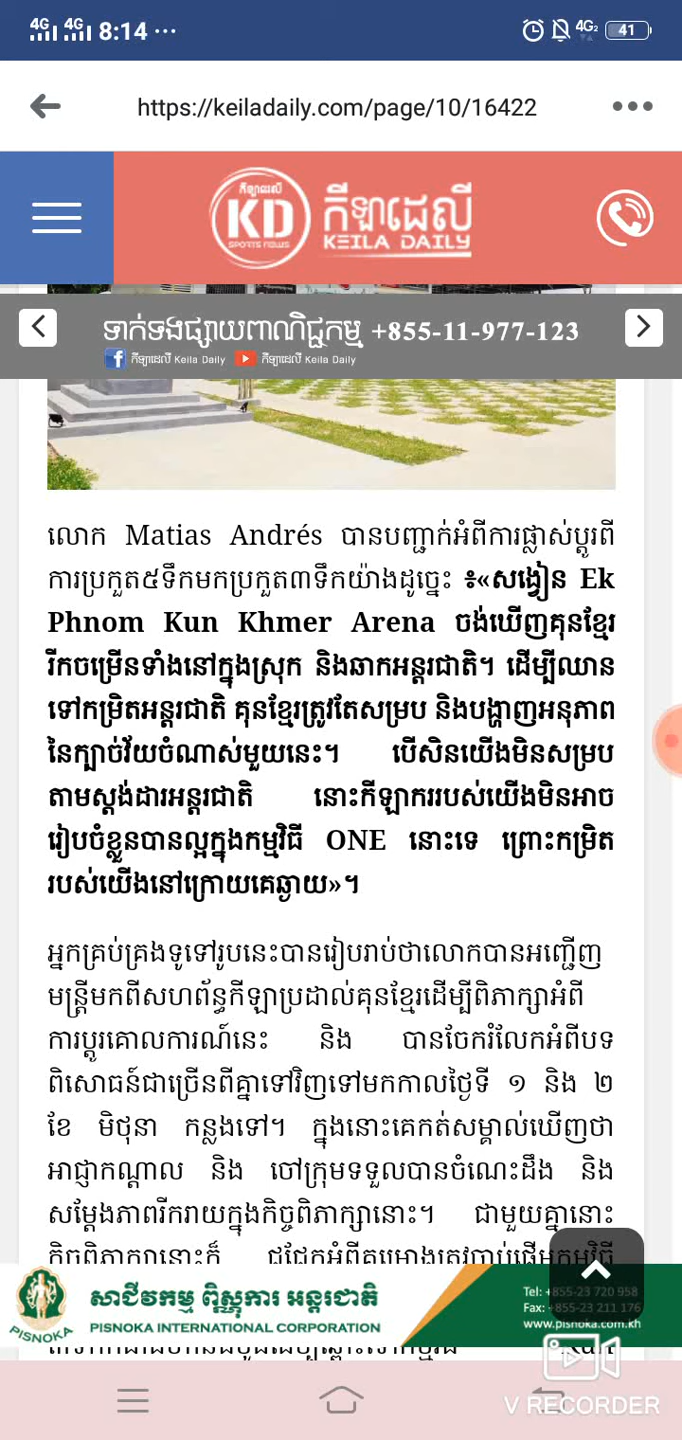 4G 4G 8:14 ... 4G2 41
https://keiladaily.com/page/10/16422
កីឡាដេលី
KD
SPORTS NEWS
កីឡាដេលី
KEILA DAILY
ទាក់ទងផ្សាយពាណិជ្ជកម្ម +855-11-977-123
កីឡាដេលី Keila Daily កីឡាដេលី Keila Daily
លោក Matias Andrés បានបញ្ជាក់អំពីការផ្លាស់ប្តូរពី
ការប្រកួត៥ទឹកមកប្រកួត៣ទឹកយ៉ាងដូច្នេះ ៖«សង្វៀន Ek
Phnom Kun Khmer Arena ចង់ឃើញគុនខ្មែរ
រីកចម្រើនទាំងនៅក្នុងស្រុក និងឆាកអន្តរជាតិ។ ដើម្បីឈាន
ទៅកម្រិតអន្តរជាតិ គុនខ្មែរត្រូវតែសម្រប និងបង្ហាញអនុភាព
នៃក្បាច់វ័យចំណាស់មួយនេះ។ បើសិនយើងមិនសម្រប
តាមស្តង់ដារអន្តរជាតិ នោះកីឡាកររបស់យើងមិនអាច
រៀបចំខ្លួនបានល្អក្នុងកម្មវិធី ONE នោះទេ ព្រោះកម្រិត
របស់យើងនៅក្រោយគេឆ្ងាយ»។
អ្នកគ្រប់គ្រងទូទៅរូបនេះបានរៀបរាប់ថាលោកបានអញ្ជើញ
មន្ត្រីមកពីសហព័ន្ធកីឡាប្រដាល់គុនខ្មែរដើម្បីពិភាក្សាអំពី
ការប្តូរគោលការណ៍នេះ និង បានចែករំលែកអំពីបទ
ពិសោធន៍ជាច្រើនពីគ្នាទៅវិញទៅមកកាលថ្ងៃទី ១ និង ២
ខែ មិថុនា កន្លងទៅ។ ក្នុងនោះគេកត់សម្គាល់ឃើញថា
អាជ្ញាកណ្តាល និង ចៅក្រុមទទួលបានចំណេះដឹង និង
សម្តែងភាពរីករាយក្នុងកិច្ចពិភាក្សានោះ។ ជាមួយគ្នានោះ
កិច្ចពិភាក្សានោះក៏
សាជីវកម្ម ពិស្ណុការ អន្តរជាតិ
PISNOKA INTERNATIONAL CORPORATION
PISNOKA
Tel: +855-23 720 958
Fax: +855-23 211 176
www.pisnoka.com.kh
V RECORDER